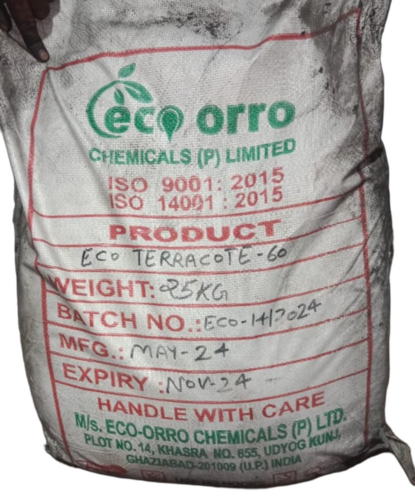 eco orro
CHEMICALS (P) LIMITED
ISO 9001: 2015
ISO 14001 : 2015
PRODUCT
ECO TERRACOTE-60
WEIGHT: 25KG
BATCH NO.: ECO-1417024
MFG.: MAY-24
EXPIRY : NOV-24
HANDLE WITH CARE
M/s. ECO-ORRO CHEMICALS (P) LTD.
PLOT NO. 14, KHASRA NO. 655, UDYOG KUNJ,
GHAZIABAD-201009 (U.P.) INDIA